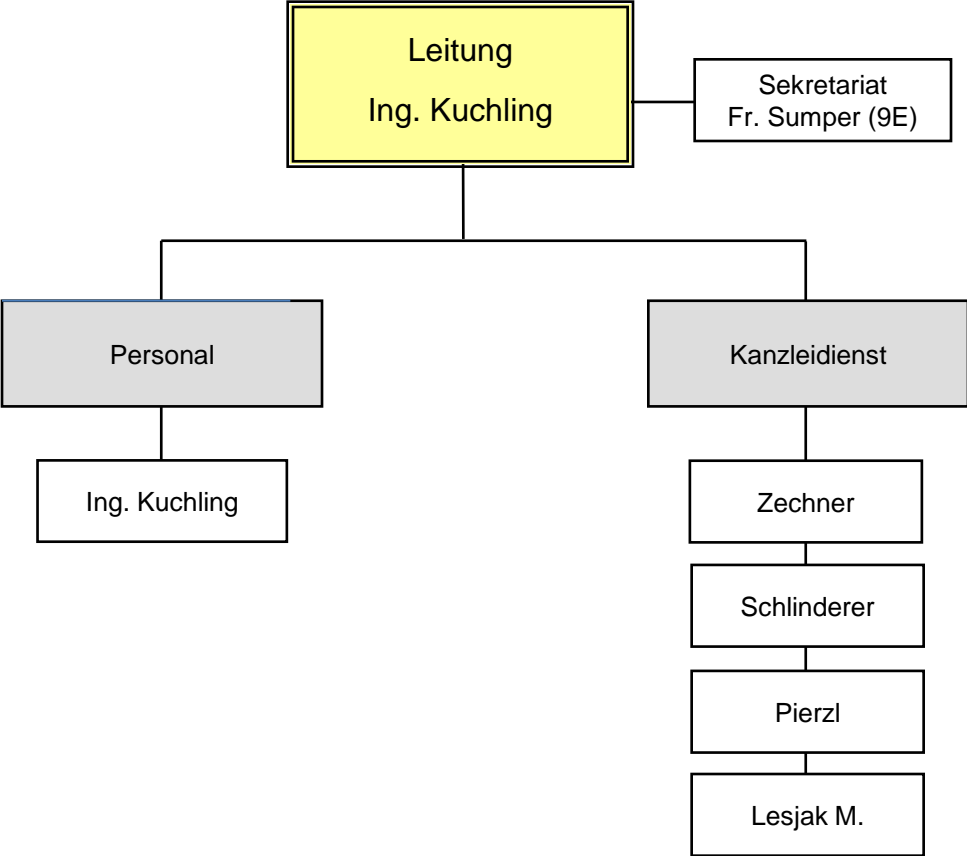 Leitung
Ing. Kuchling
Sekretariat
Fr. Sumper (9E)
Personal
Kanzleidienst
Ing. Kuchling
Zechner
Schlinderer
Pierzl
Lesjak M.